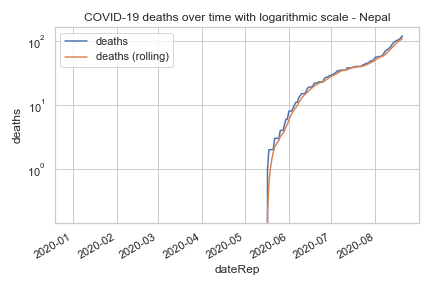 COVID-19 deaths over time with logarithmic scale - Nepal
deaths
deaths (rolling)
10²
10¹
10⁰
deaths
2020-01
2020-02
2020-03
2020-04
2020-05
2020-06
2020-07
2020-08
dateRep